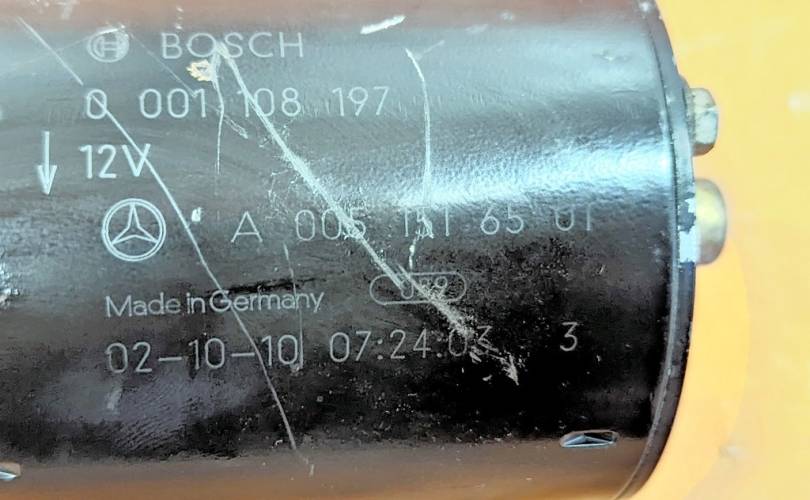 BOSCH
0 001 108 197
12V
A 005 151 65 01
Made in Germany
02-10-10 07:24:03 3